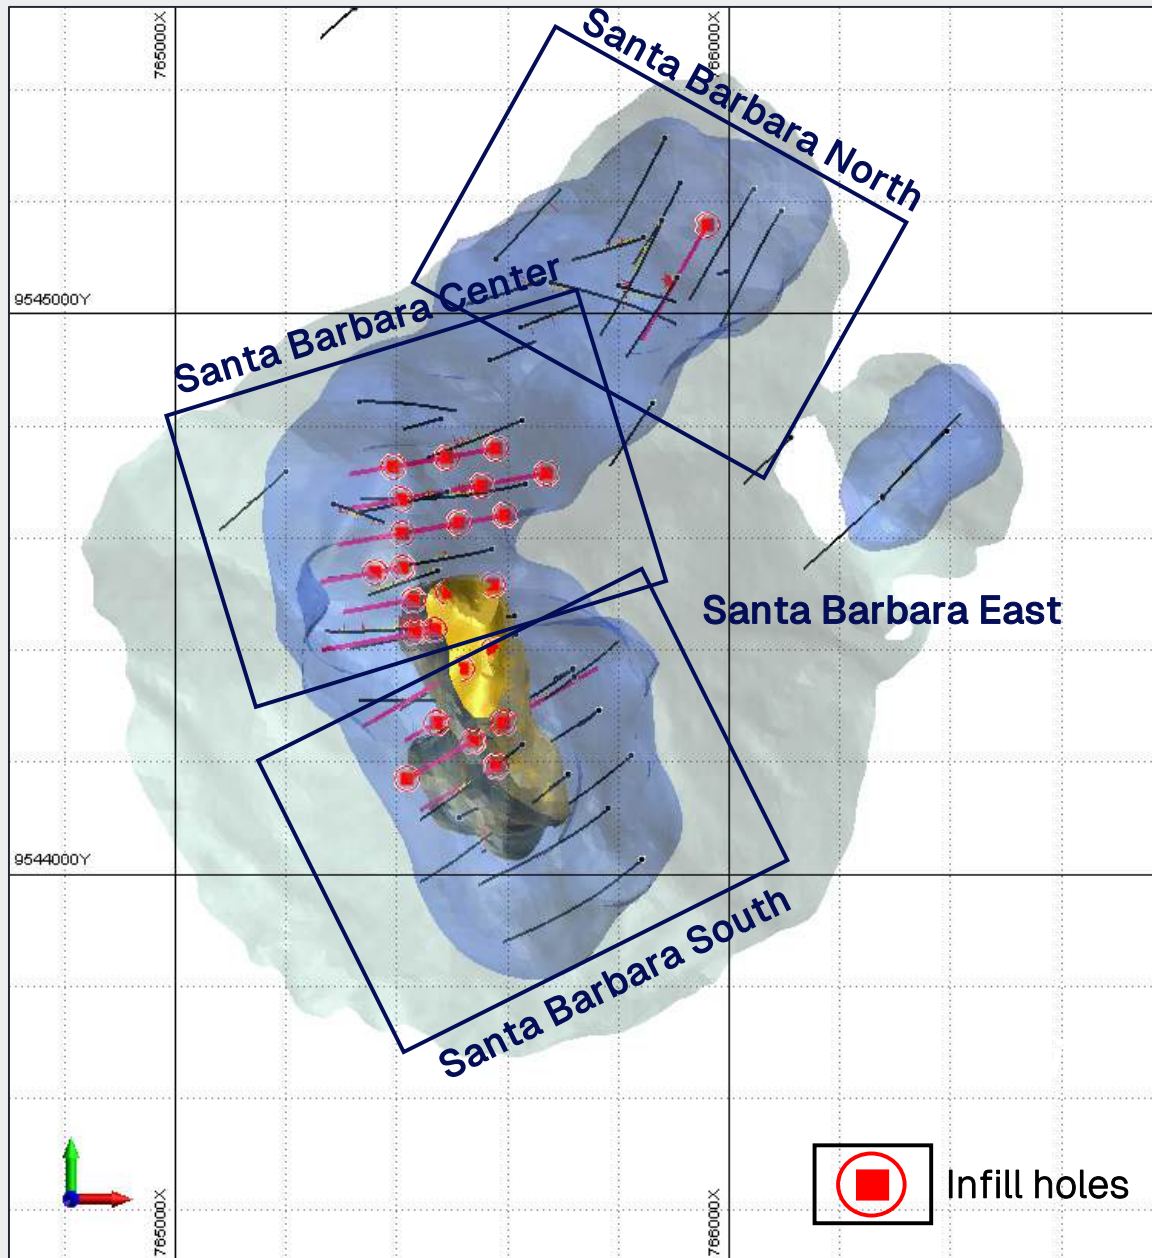 765000X
766000X
Santa Barbara North
9545000Y
Santa Barbara Center
Santa Barbara East
9544000Y
Santa Barbara South
765000X
766000X
Infill holes